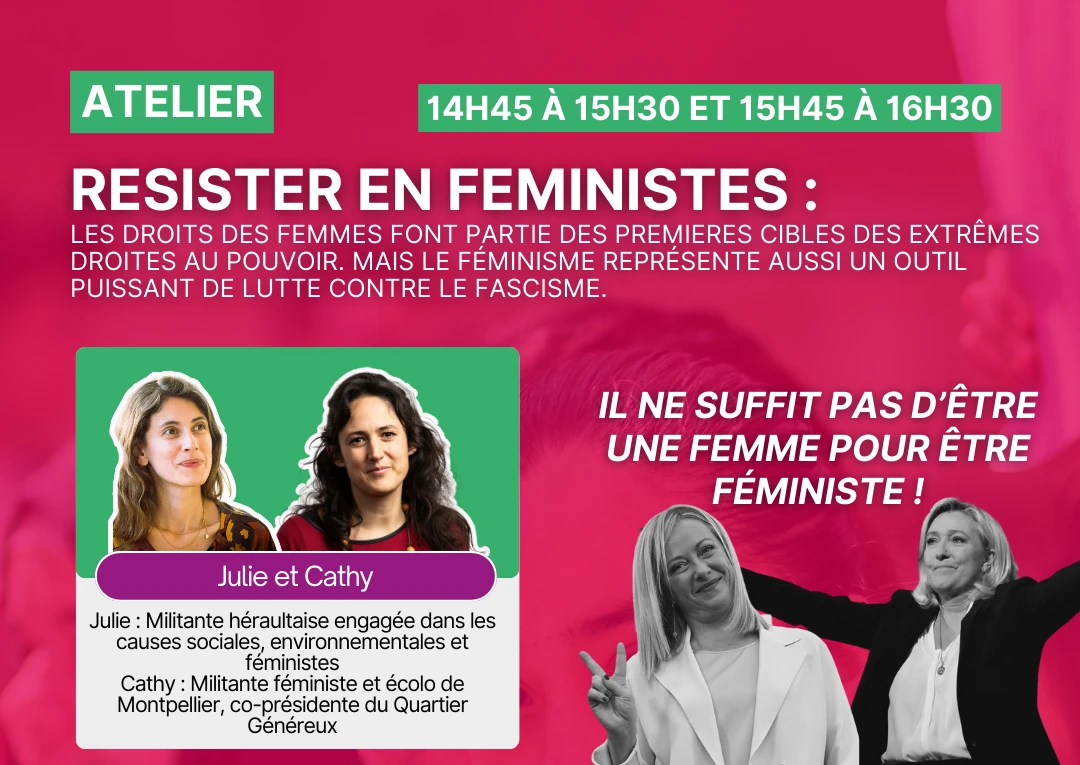 ATELIER
14H45 À 15H30 ET 15H45 À 16H30
RESISTER EN FEMINISTES :
LES DROITS DES FEMMES FONT PARTIE DES PREMIERES CIBLES DES EXTRÊMES
DROITES AU POUVOIR. MAIS LE FÉMINISME REPRÉSENTE AUSSI UN OUTIL
PUISSANT DE LUTTE CONTRE LE FASCISME.
IL NE SUFFIT PAS D'ÊTRE
UNE FEMME POUR ÊTRE
FÉMINISTE !
Julie et Cathy
Julie : Militante héraultaise engagée dans les
causes sociales, environnementales et
féministes
Cathy : Militante féministe et écolo de
Montpellier, co-présidente du Quartier
Généreux